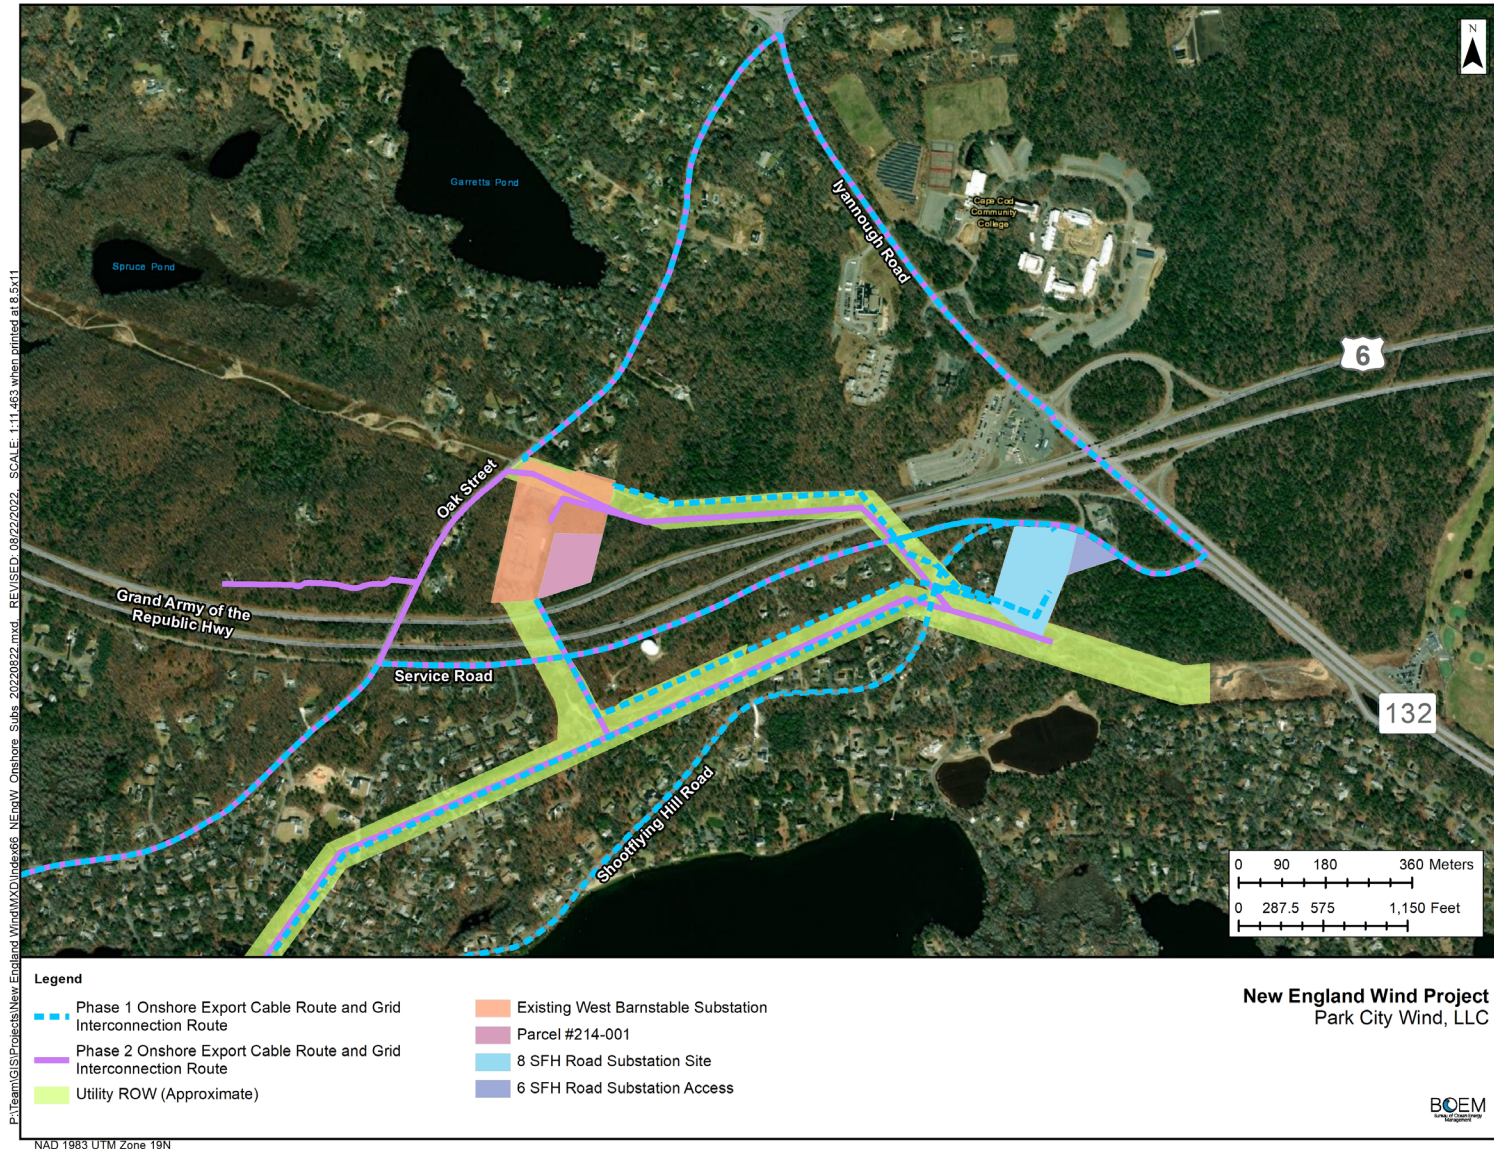 N
Garretts Pond
Spruce Pond
Iyannough Road
Cape Cod
Community
College
6
Oak Street
Grand Army of the
Republic Hwy
Service Road
Shootflying Hill Road
132
0 90 180 360 Meters
0 287.5 575 1,150 Feet
P:\Team\GIS\Projects\New England Wind\MXD\Index66_NEngW_Onshore_Subs_20220822.mxd. REVISED: 08/22/2022. SCALE: 1:11,463 when printed at 8.5x11
Legend
Phase 1 Onshore Export Cable Route and Grid
Interconnection Route
Phase 2 Onshore Export Cable Route and Grid
Interconnection Route
Utility ROW (Approximate)
Existing West Barnstable Substation
Parcel #214-001
8 SFH Road Substation Site
6 SFH Road Substation Access
New England Wind Project
Park City Wind, LLC
BOEM
Bureau of Ocean Energy
Management
NAD 1983 UTM Zone 19N